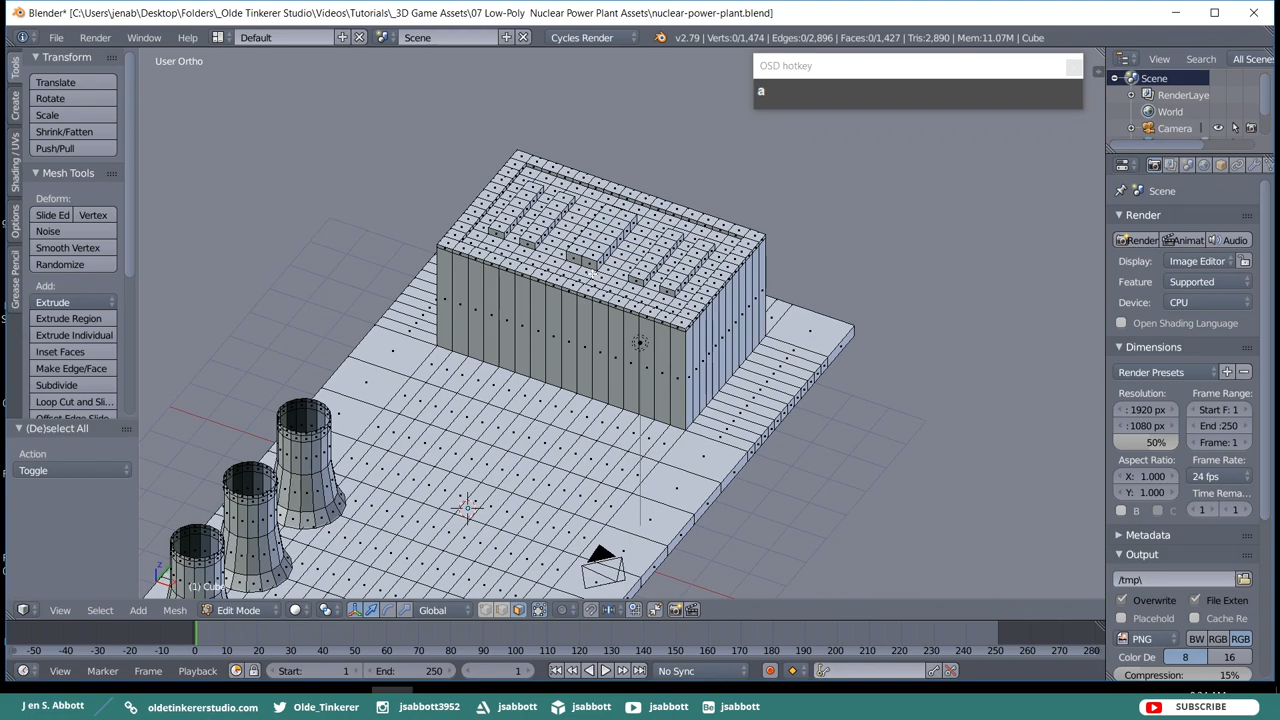 Blender* [C:\Users\jenab\Desktop\Folders\_Olde Tinkerer Studio\Videos\Tutorials\_3D Game Assets\07 Low-Poly  Nuclear Power Plant Assets\nuclear-power-plant.blend]
File Render Window Help Default Scene Cycles Render v2.79 | Verts:0/1,474 | Edges:0/2,896 | Faces:0/1,427 | Tris:2,890 | Mem:11.07M | Cube
View Search All Scenes
Transform
Translate
Rotate
Scale
Shrink/Fatten
Push/Pull
Mesh Tools
Deform:
Slide Ed Vertex
Noise
Smooth Vertex
Randomize
Add:
Extrude
Extrude Region
Extrude Individual
Inset Faces
Make Edge/Face
Subdivide
Loop Cut and Sli...
Offset Edge Slide
(De)select All
Action
Toggle
Tools
Create
Shading / UVs
Options
Grease Pencil
User Ortho
OSD hotkey
a
(1) Cube
z
Scene
RenderLaye
World
Camera
Scene
Render
Render Animat Audio
Display: Image Editor
Feature Supported
Device: CPU
Open Shading Language
Dimensions
Render Presets
Resolution: Frame Range:
: 1920 px Start F: 1
: 1080 px End :250
50% Frame: 1
Aspect Ratio: Frame Rate:
X: 1.000 24 fps
Y: 1.000 Time Rema...
B C 1 1
Metadata
Output
/tmp\
Overwrite File Exten
Placehold Cache Re
PNG BW RGB RGB
Color De 8 16
Compression: 15%
View Select Add Mesh Edit Mode Global
-50 -40 -30 -20 -10 0 10 20 30 40 50 60 70 80 90 100 110 120 130 140 150 160 170 180 190 200 210 220 230 240 250 260 270 280
View Marker Frame Playback Start: 1 End: 250 1 No Sync
J en S. Abbott oldetinkererstudio.com Olde_Tinkerer jsabbott3952 jsabbott jsabbott jsabbott jsabbott SUBSCRIBE